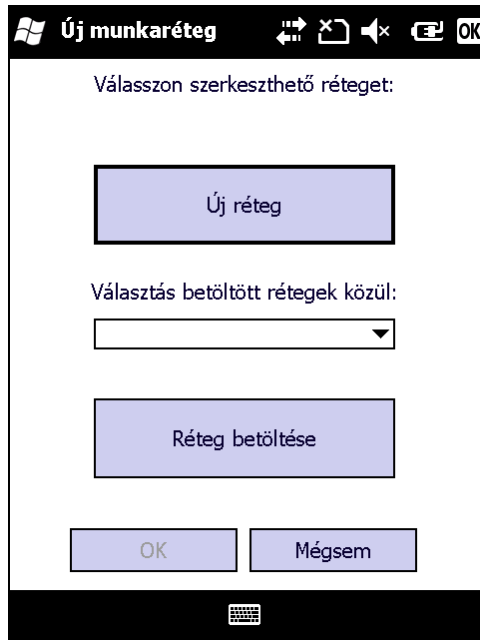 Új munkaréteg OK
Válasszon szerkeszthető réteget:
Új réteg
Választás betöltött rétegek közül:
Réteg betöltése
OK Mégsem